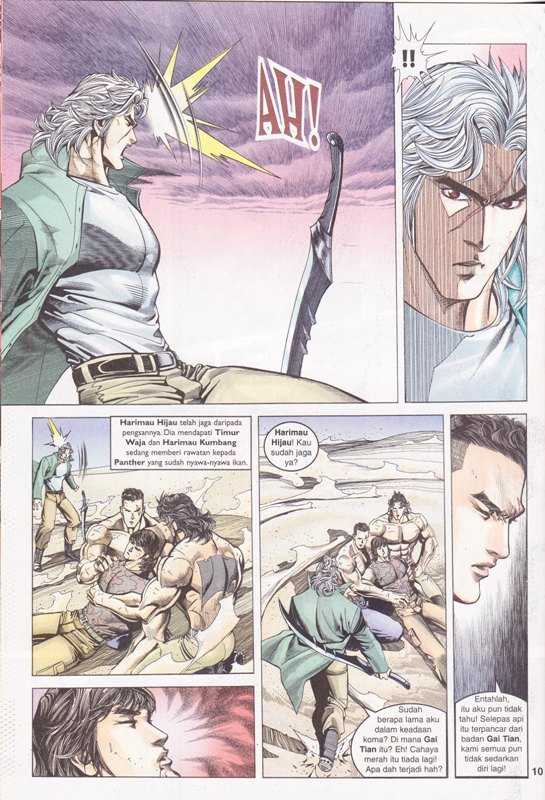 AH!
!!
Harimau Hijau telah jaga daripada
pengsannya. Dia mendapati Timur
Waja dan Harimau Kumbang
sedang memberi rawatan kepada
Panther yang sudah nyawa-nyawa ikan.
Harimau
Hijau! Kau
sudah jaga
ya?
Sudah
berapa lama aku
dalam keadaan
koma? Di mana Gai
Tian itu? Eh! Cahaya
merah itu tiada lagi!
Apa dah terjadi hah?
Entahlah,
itu aku pun tidak
tahu! Selepas api
itu terpancar dari
badan Gai Tian,
kami semua pun
tidak sedarkan
diri lagi!
10